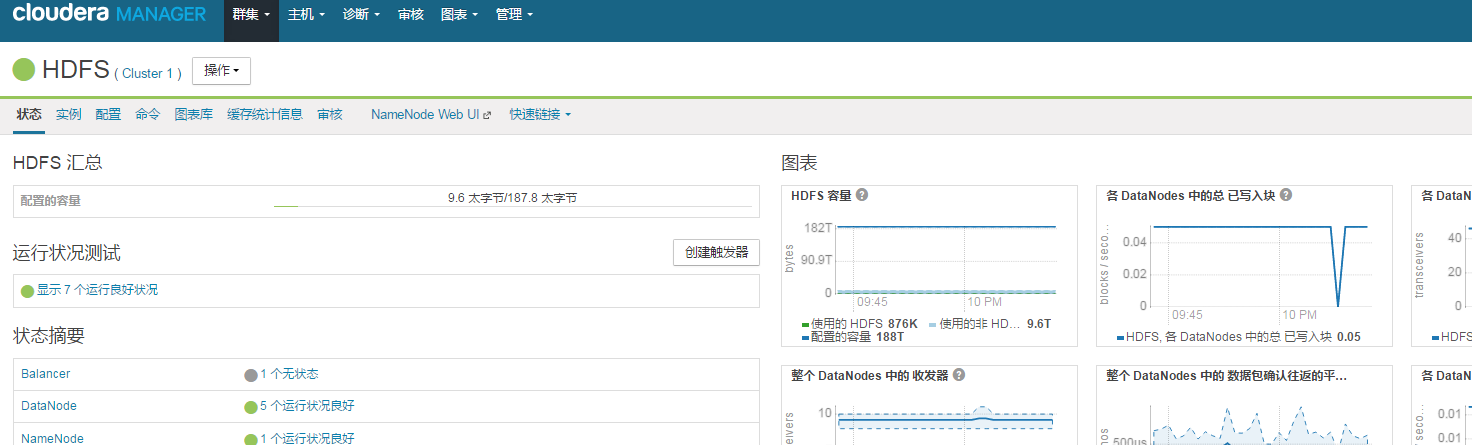 cloudera MANAGER 群集 主机 诊断 审核 图表 管理
HDFS ( Cluster 1 ) 操作
状态 实例 配置 命令 图表库 缓存统计信息 审核 NameNode Web UI 快速链接
HDFS 汇总
配置的容量 9.6 太字节/187.8 太字节
运行状况测试 创建触发器
显示 7 个运行良好状况
状态摘要
Balancer 1 个无状态
DataNode 5 个运行状况良好
NameNode 1 个运行状况良好
图表
HDFS 容量 ?
bytes
182T
90.9T
0
09:45 10 PM
使用的 HDFS 876K 使用的非 HD... 9.6T
配置的容量 188T
各 DataNodes 中的总 已写入块 ?
blocks / seco...
0.04
0.02
0
09:45 10 PM
HDFS, 各 DataNodes 中的总 已写入块 0.05
各 DataN
transceivers
40
20
0
HDFS
整个 DataNodes 中的 收发器 ?
10
整个 DataNodes 中的 数据包确认往返的平...
500us
各 DataN
0.01
0.01